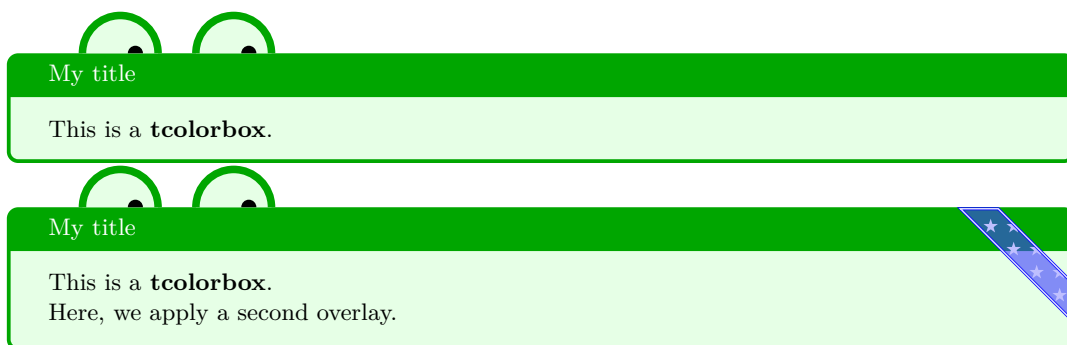 My title
This is a tcolorbox.
My title
This is a tcolorbox.
Here, we apply a second overlay.